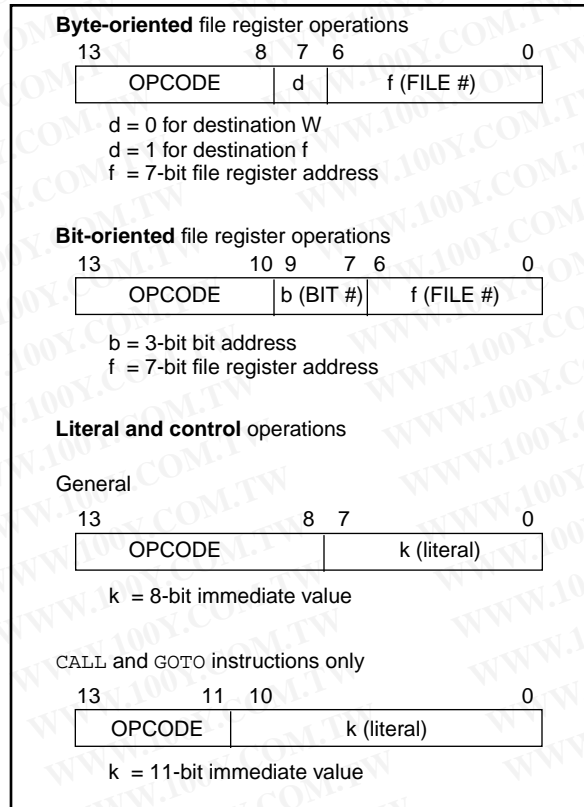 Byte-oriented file register operations
13 8 7 6 0
OPCODE d f (FILE #)
d = 0 for destination W
d = 1 for destination f
f = 7-bit file register address
Bit-oriented file register operations
13 10 9 7 6 0
OPCODE b (BIT #) f (FILE #)
b = 3-bit bit address
f = 7-bit file register address
Literal and control operations
General
13 8 7 0
OPCODE k (literal)
k = 8-bit immediate value
CALL and GOTO instructions only
13 11 10 0
OPCODE k (literal)
k = 11-bit immediate value
WWW.100Y.COM.TW